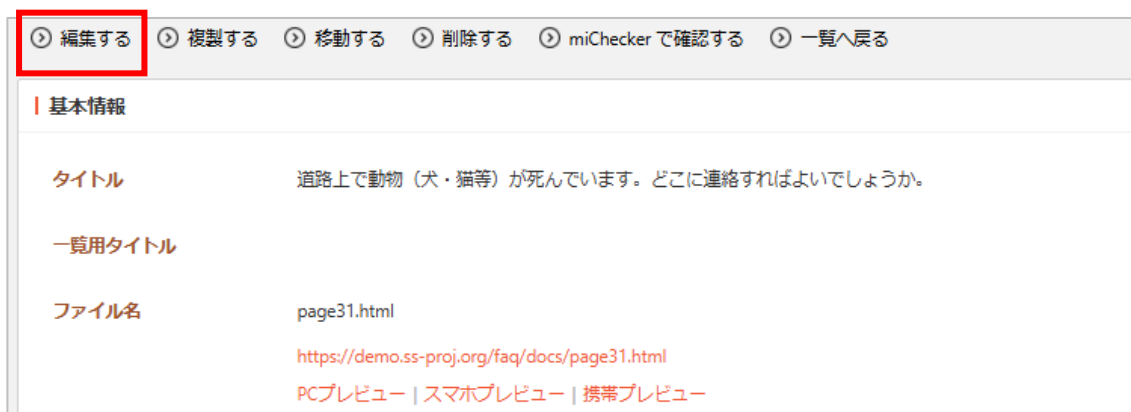 編集する 複製する 移動する 削除する miChecker で確認する 一覧へ戻る
基本情報
タイトル 道路上で動物（犬・猫等）が死んでいます。どこに連絡すればよいでしょうか。
一覧用タイトル
ファイル名 page31.html
https://demo.ss-proj.org/faq/docs/page31.html
PCプレビュー | スマホプレビュー | 携帯プレビュー